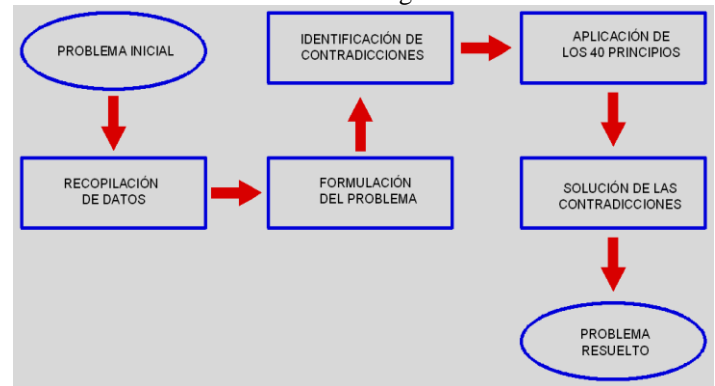 PROBLEMA INICIAL
RECOPILACIÓN
DE DATOS
FORMULACIÓN
DEL PROBLEMA
IDENTIFICACIÓN DE
CONTRADICCIONES
APLICACIÓN DE
LOS 40 PRINCIPIOS
SOLUCIÓN DE LAS
CONTRADICCIONES
PROBLEMA
RESUELTO